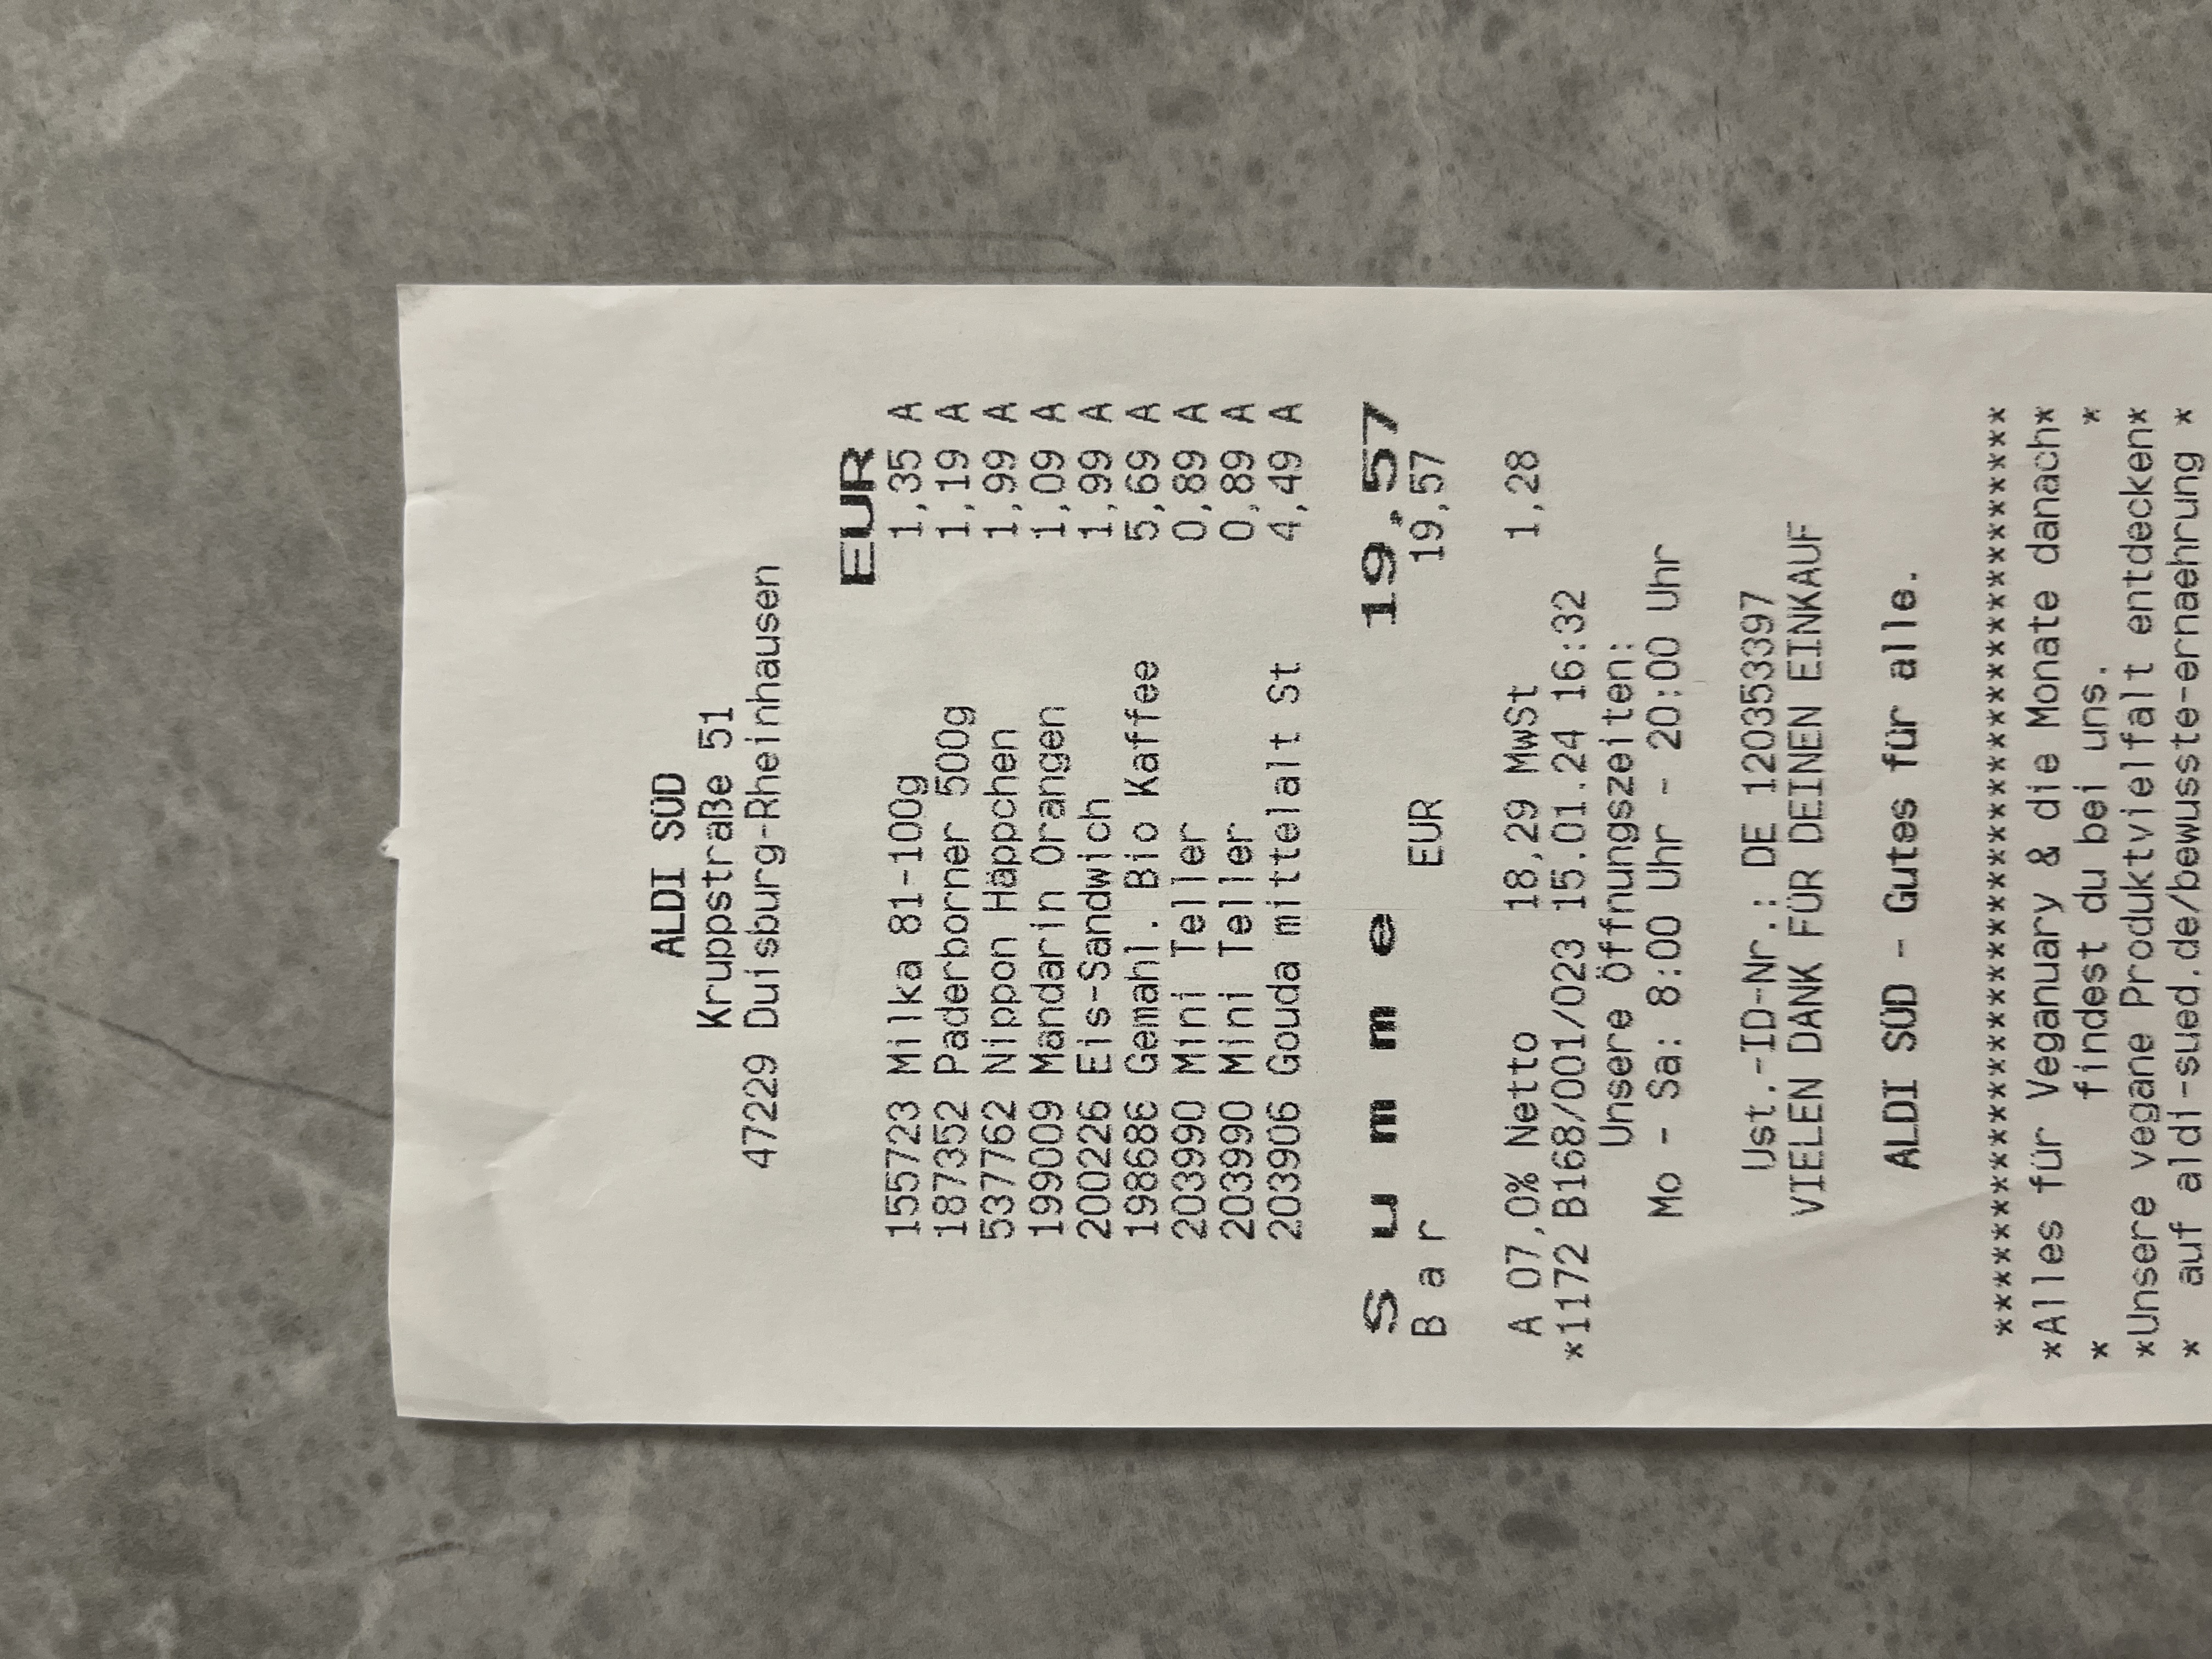 ALDI SÜD
Kruppstraße 51
47229 Duisburg-Rheinhausen
EUR
155723 Milka 81-100g 1,35 A
187352 Paderborner 500g 1,19 A
537762 Nippon Häppchen 1,99 A
199009 Mandarin Orangen 1,09 A
200226 Eis-Sandwich 1,99 A
198686 Gemahl. Bio Kaffee 5,69 A
203990 Mini Teller 0,89 A
203990 Mini Teller 0,89 A
203906 Gouda mittelalt St 4,49 A
S u m m e 19,57
B a r EUR 19,57
A 07,0% Netto 18,29 MwSt 1,28
*1172 B168/001/023 15.01.24 16:32
Unsere Öffnungszeiten:
Mo - Sa: 8:00 Uhr - 20:00 Uhr
Ust.-ID-Nr.: DE 120353397
VIELEN DANK FÜR DEINEN EINKAUF
ALDI SÜD - Gutes für alle.
****************************************
*Alles für Veganuary & die Monate danach*
* findest du bei uns. *
*Unsere vegane Produktvielfalt entdecken*
* auf aldi-sued.de/bewusste-ernaehrung *